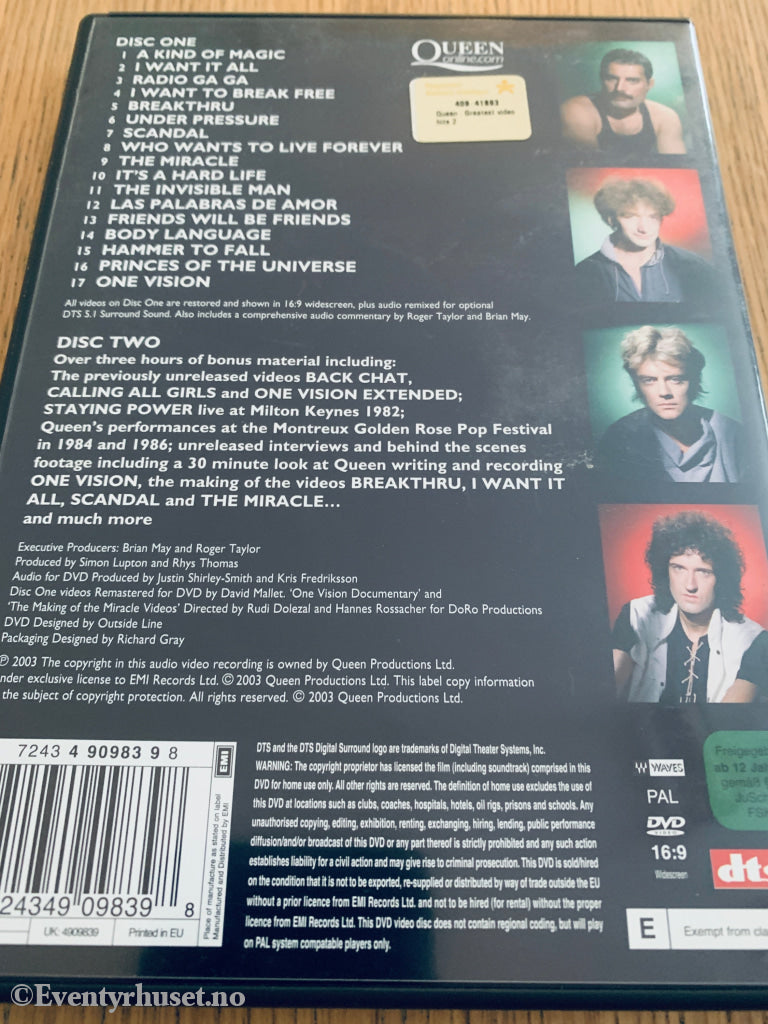 DISC ONE
1 A KIND OF MAGIC
2 I WANT IT ALL
3 RADIO GA GA
4 I WANT TO BREAK FREE
5 BREAKTHRU
6 UNDER PRESSURE
7 SCANDAL
8 WHO WANTS TO LIVE FOREVER
9 THE MIRACLE
10 IT'S A HARD LIFE
11 THE INVISIBLE MAN
12 LAS PALABRAS DE AMOR
13 FRIENDS WILL BE FRIENDS
14 BODY LANGUAGE
15 HAMMER TO FALL
16 PRINCES OF THE UNIVERSE
17 ONE VISION
QUEEN
online.com
409 41893
Queen Greatest video
hits 2
All videos on Disc One are restored and shown in 16:9 widescreen, plus audio remixed for optional
DTS 5.1 Surround Sound. Also includes a comprehensive audio commentary by Roger Taylor and Brian May.
DISC TWO
Over three hours of bonus material including:
The previously unreleased videos BACK CHAT,
CALLING ALL GIRLS and ONE VISION EXTENDED;
STAYING POWER live at Milton Keynes 1982;
Queen's performances at the Montreux Golden Rose Pop Festival
in 1984 and 1986; unreleased interviews and behind the scenes
footage including a 30 minute look at Queen writing and recording
ONE VISION, the making of the videos BREAKTHRU, I WANT IT
ALL, SCANDAL and THE MIRACLE...
and much more
Executive Producers: Brian May and Roger Taylor
Produced by Simon Lupton and Rhys Thomas
Audio for DVD Produced by Justin Shirley-Smith and Kris Fredriksson
Disc One videos Remastered for DVD by David Mallet. 'One Vision Documentary' and
'The Making of the Miracle Videos' Directed by Rudi Dolezal and Hannes Rossacher for DoRo Productions
DVD Designed by Outside Line
Packaging Designed by Richard Gray
℗ 2003 The copyright in this audio video recording is owned by Queen Productions Ltd.
nder exclusive license to EMI Records Ltd. © 2003 Queen Productions Ltd. This label copy information
the subject of copyright protection. All rights reserved. © 2003 Queen Productions Ltd.
7243 4 90983 9 8
24349 09839 8
UK: 4909839
Printed in EU
EMI
Place of manufacture as stated on label
Manufactured and Distributed by EMI
DTS and the DTS Digital Surround logo are trademarks of Digital Theater Systems, Inc.
WARNING: The copyright proprietor has licensed the film (including soundtrack) comprised in this
DVD for home use only. All other rights are reserved. The definition of home use excludes the use of
this DVD at locations such as clubs, coaches, hospitals, hotels, oil rigs, prisons and schools. Any
unauthorised copying, editing, exhibition, renting, exchanging, hiring, lending, public performance
diffusion/and/or broadcast of this DVD or any part thereof is strictly prohibited and any such action
establishes liability for a civil action and may give rise to criminal prosecution. This DVD is sold/hired
on the condition that it is not to be exported, re-supplied or distributed by way of trade outside the EU
without a prior licence from EMI Records Ltd. and not to be hired (for rental) without the proper
licence from EMI Records Ltd. This DVD video disc does not contain regional coding, but will play
on PAL system compatable players only.
WAVES
PAL
DVD
VIDEO
16:9
Widescreen
Freigegeb
ab 12 Jah
gemäß
JuSch
FSK
dts
E
Exempt from cla
©Eventyrhuset.no